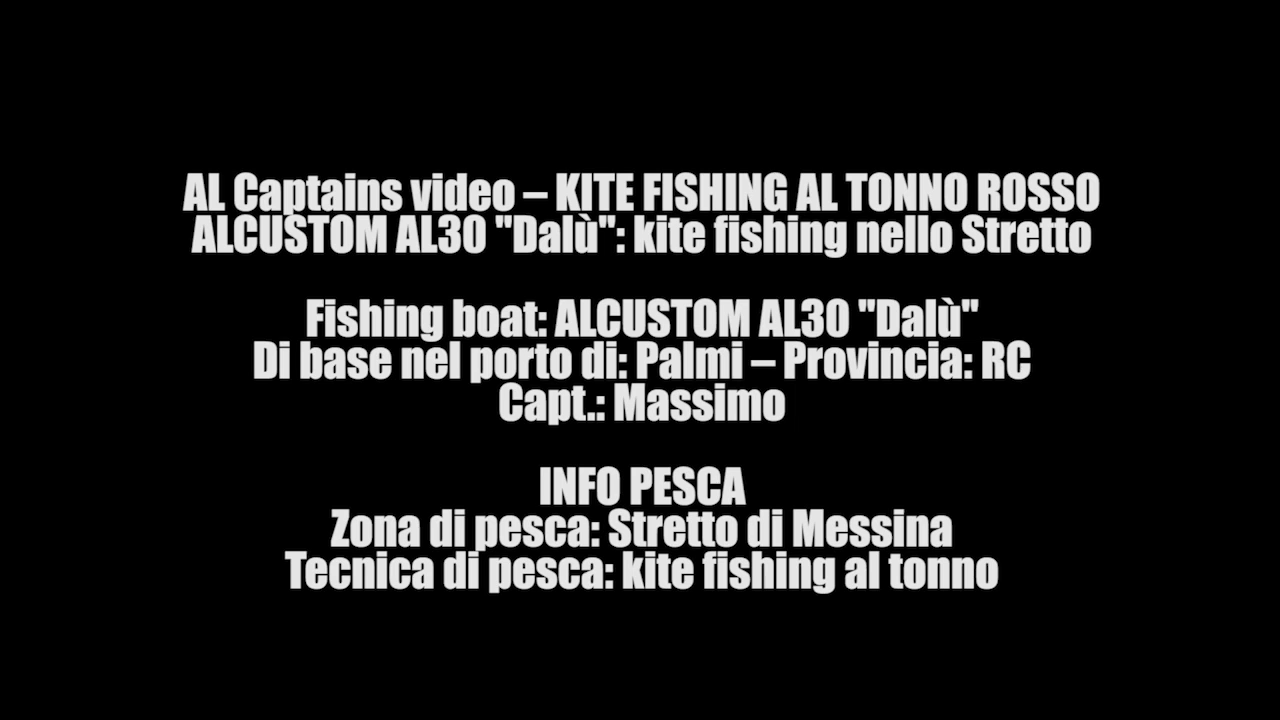 AL Captains video – KITE FISHING AL TONNO ROSSO
ALCUSTOM AL30 "Dalù": kite fishing nello Stretto
Fishing boat: ALCUSTOM AL30 "Dalù"
Di base nel porto di: Palmi – Provincia: RC
Capt.: Massimo
INFO PESCA
Zona di pesca: Stretto di Messina
Tecnica di pesca: kite fishing al tonno